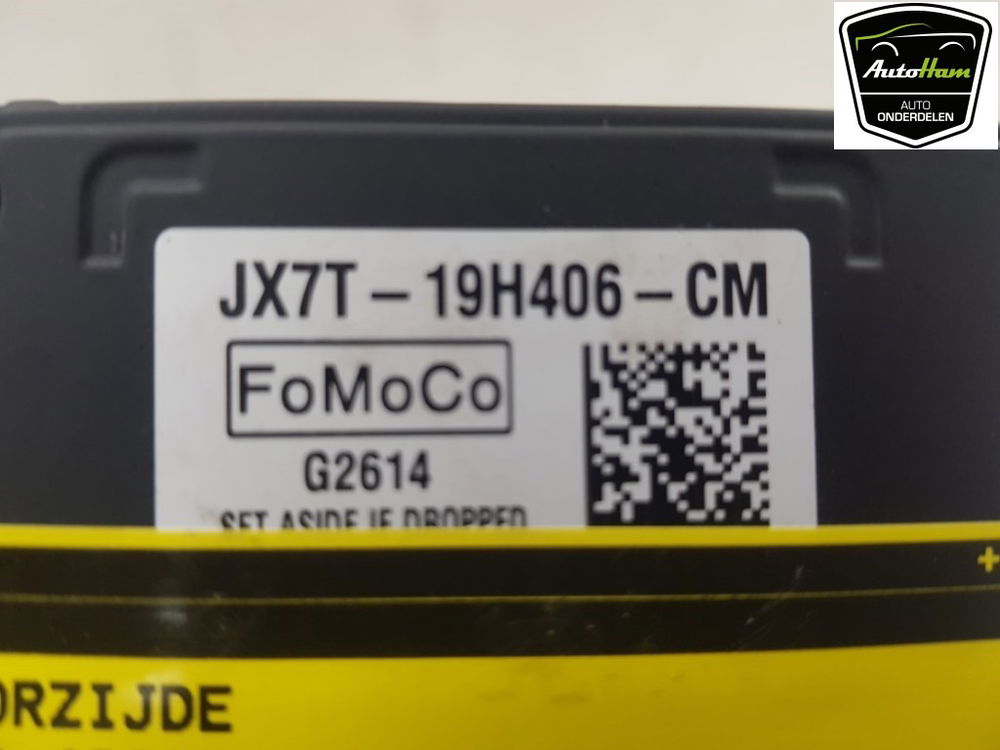 AutoHam
AUTO
ONDERDELEN
JX7T-19H406-CM
FoMoCo
G2614
SET ASIDE IF DROPPED
+
ORZIJDE